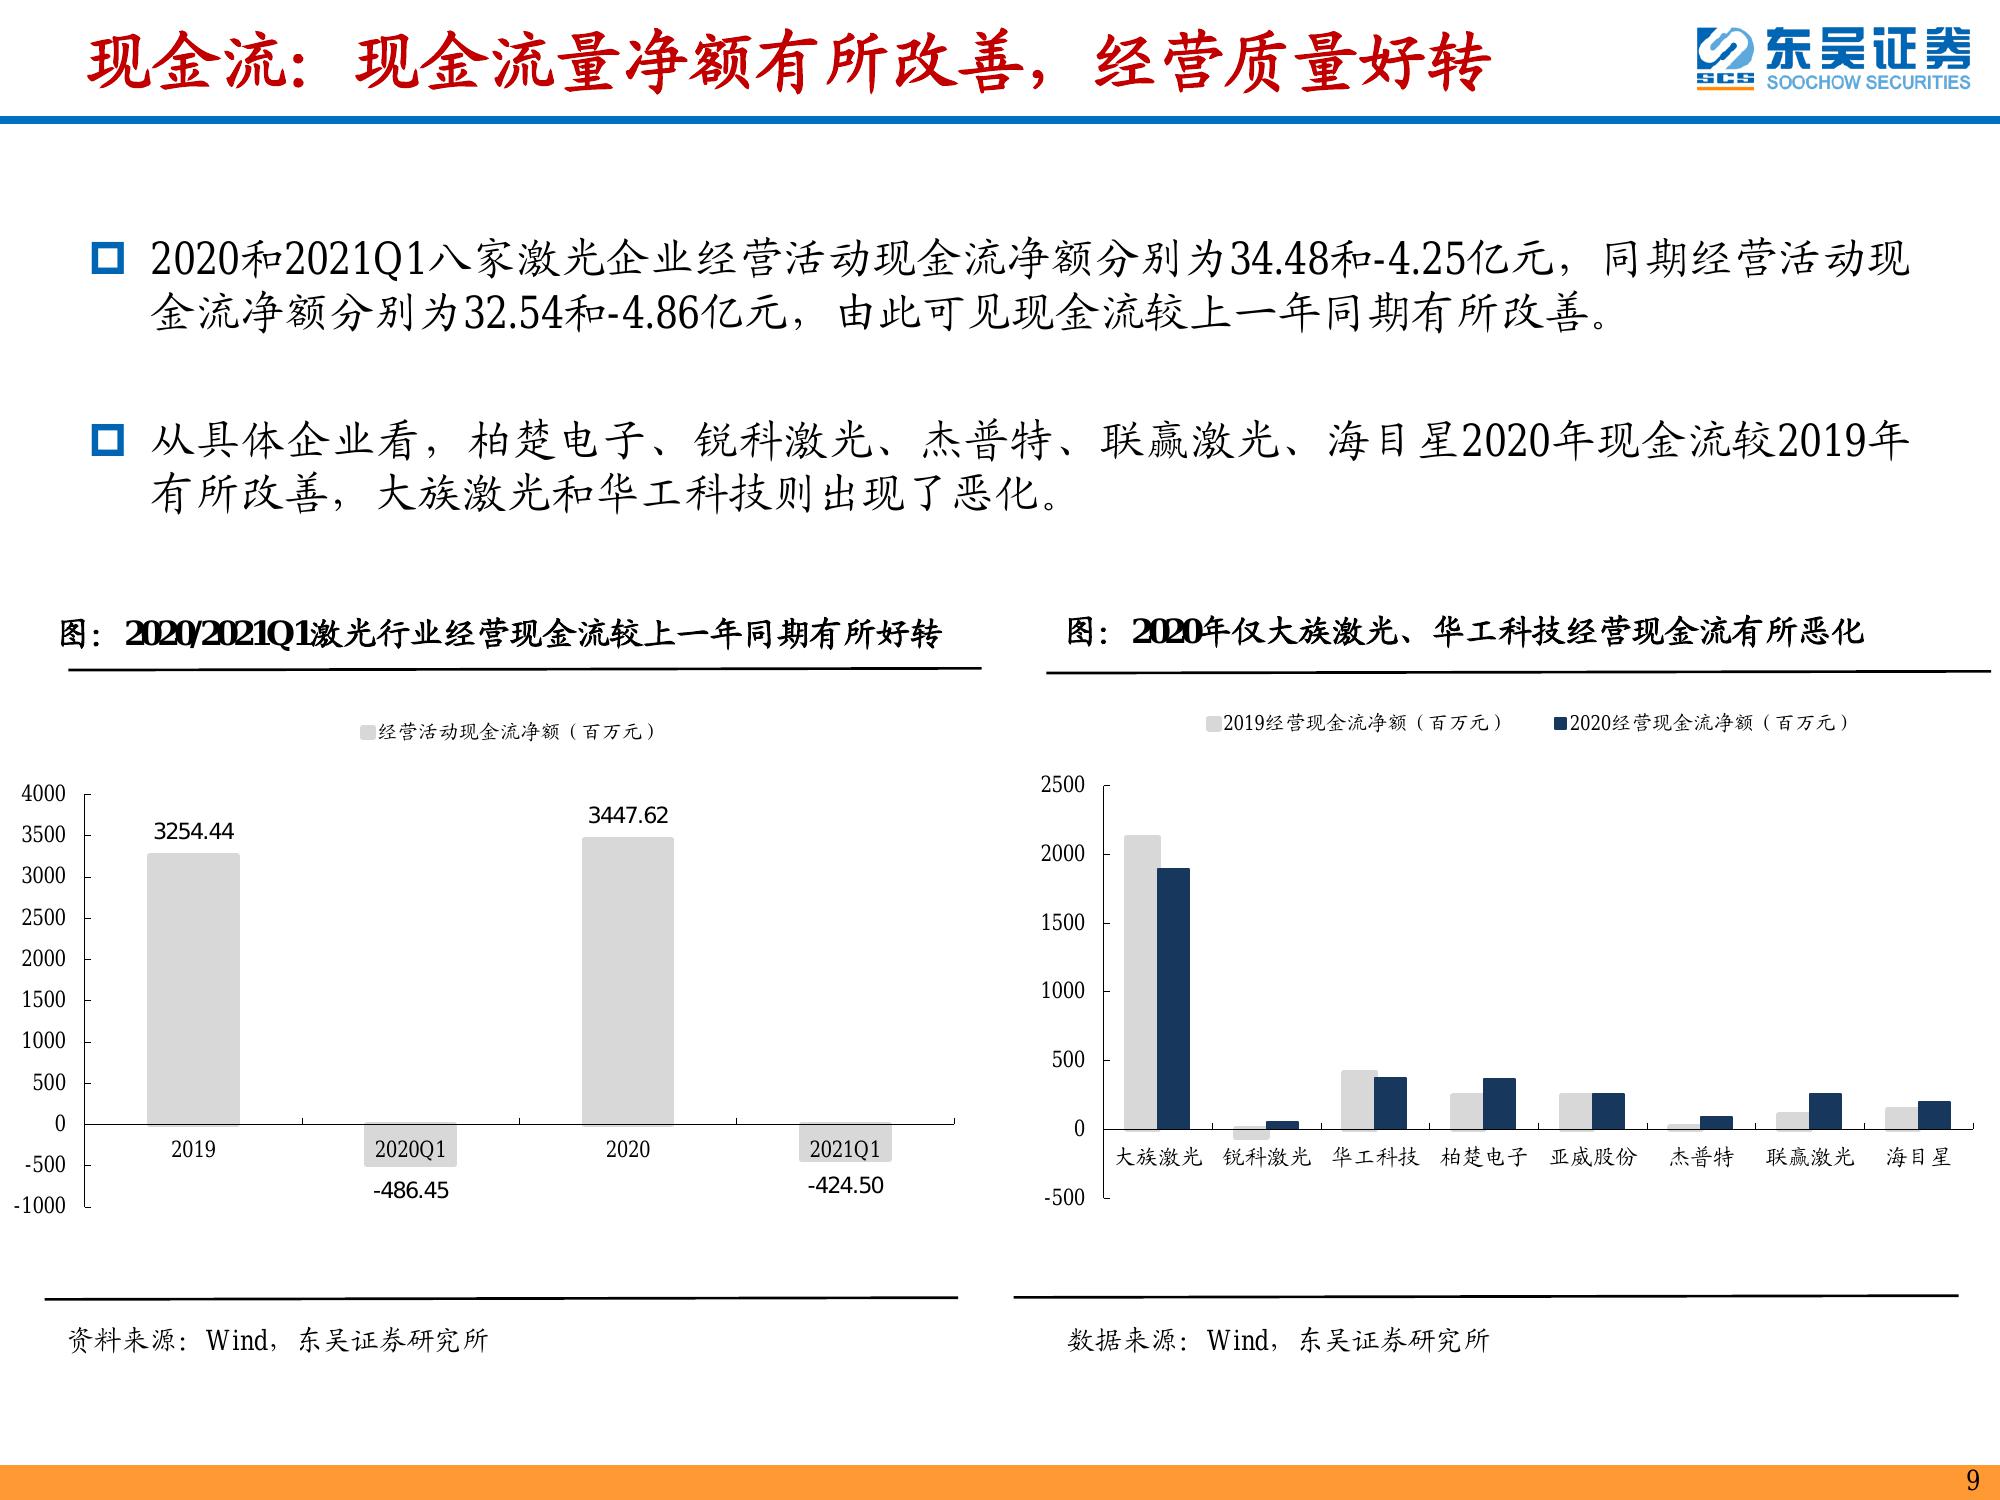 现金流：现金流量净额有所改善，经营质量好转
SCS
东吴证券
SOOCHOW SECURITIES
2020和2021Q1八家激光企业经营活动现金流净额分别为34.48和-4.25亿元，同期经营活动现
金流净额分别为32.54和-4.86亿元，由此可见现金流较上一年同期有所改善。
从具体企业看，柏楚电子、锐科激光、杰普特、联赢激光、海目星2020年现金流较2019年
有所改善，大族激光和华工科技则出现了恶化。
图：2020/2021Q1激光行业经营现金流较上一年同期有所好转
经营活动现金流净额（百万元）
4000
3500
3000
2500
2000
1500
1000
500
0
-500
-1000
3254.44
3447.62
2019
2020Q1
2020
2021Q1
-486.45
-424.50
资料来源：Wind，东吴证券研究所
图：2020年仅大族激光、华工科技经营现金流有所恶化
2019经营现金流净额（百万元）
2020经营现金流净额（百万元）
2500
2000
1500
1000
500
0
-500
大族激光 锐科激光 华工科技 柏楚电子 亚威股份 杰普特 联赢激光 海目星
数据来源：Wind，东吴证券研究所
9